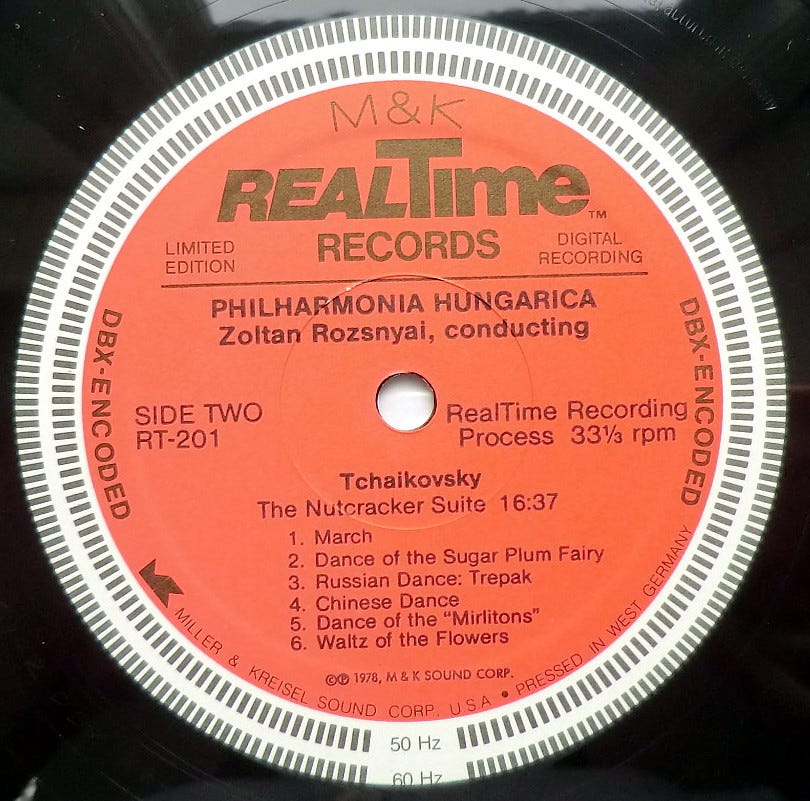 M&K
REALTime™
RECORDS
LIMITED
EDITION
DIGITAL
RECORDING
PHILHARMONIA HUNGARICA
Zoltan Rozsnyai, conducting
DBX-ENCODED
DBX-ENCODED
SIDE TWO
RT-201
RealTime Recording
Process 33⅓ rpm
Tchaikovsky
The Nutcracker Suite 16:37
1. March
2. Dance of the Sugar Plum Fairy
3. Russian Dance: Trepak
4. Chinese Dance
5. Dance of the "Mirlitons"
6. Waltz of the Flowers
©℗ 1978, M & K SOUND CORP.
MILLER & KREISEL SOUND CORP. U.S.A • PRESSED IN WEST GERMANY
50 Hz
60 Hz